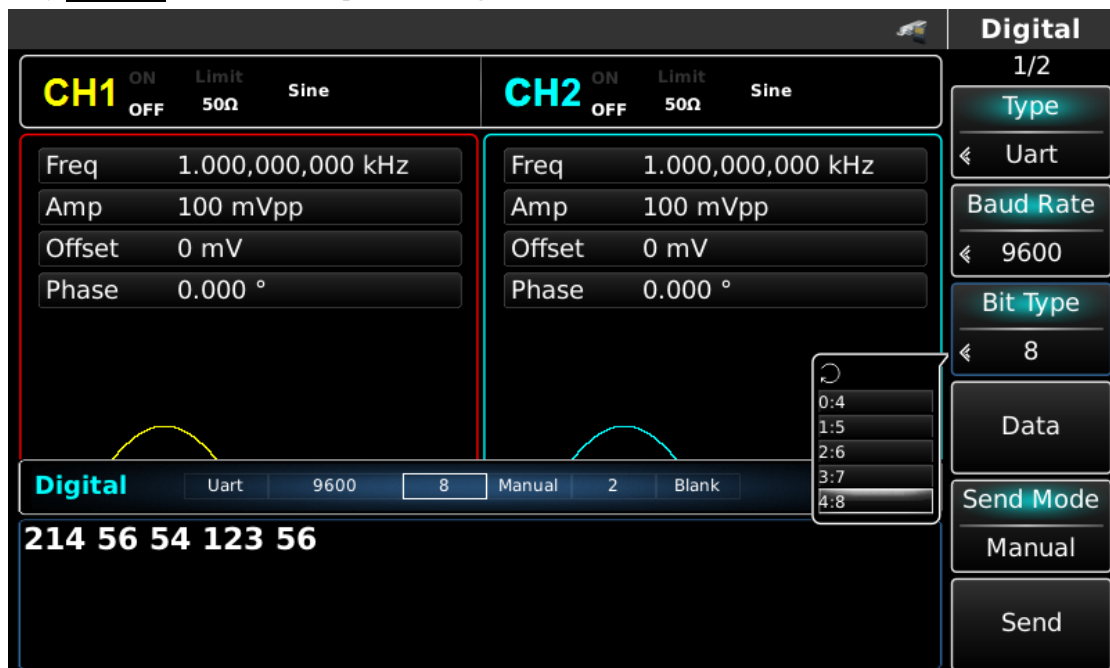 Digital
1/2
CH1 ON OFF Limit 50Ω Sine
CH2 ON OFF Limit 50Ω Sine
Freq 1.000,000,000 kHz
Amp 100 mVpp
Offset 0 mV
Phase 0.000 °
Freq 1.000,000,000 kHz
Amp 100 mVpp
Offset 0 mV
Phase 0.000 °
Type
Uart
Baud Rate
9600
Bit Type
8
Data
Send Mode
Manual
Send
0:4
1:5
2:6
3:7
4:8
Digital Uart 9600 8 Manual 2 Blank
214 56 54 123 56